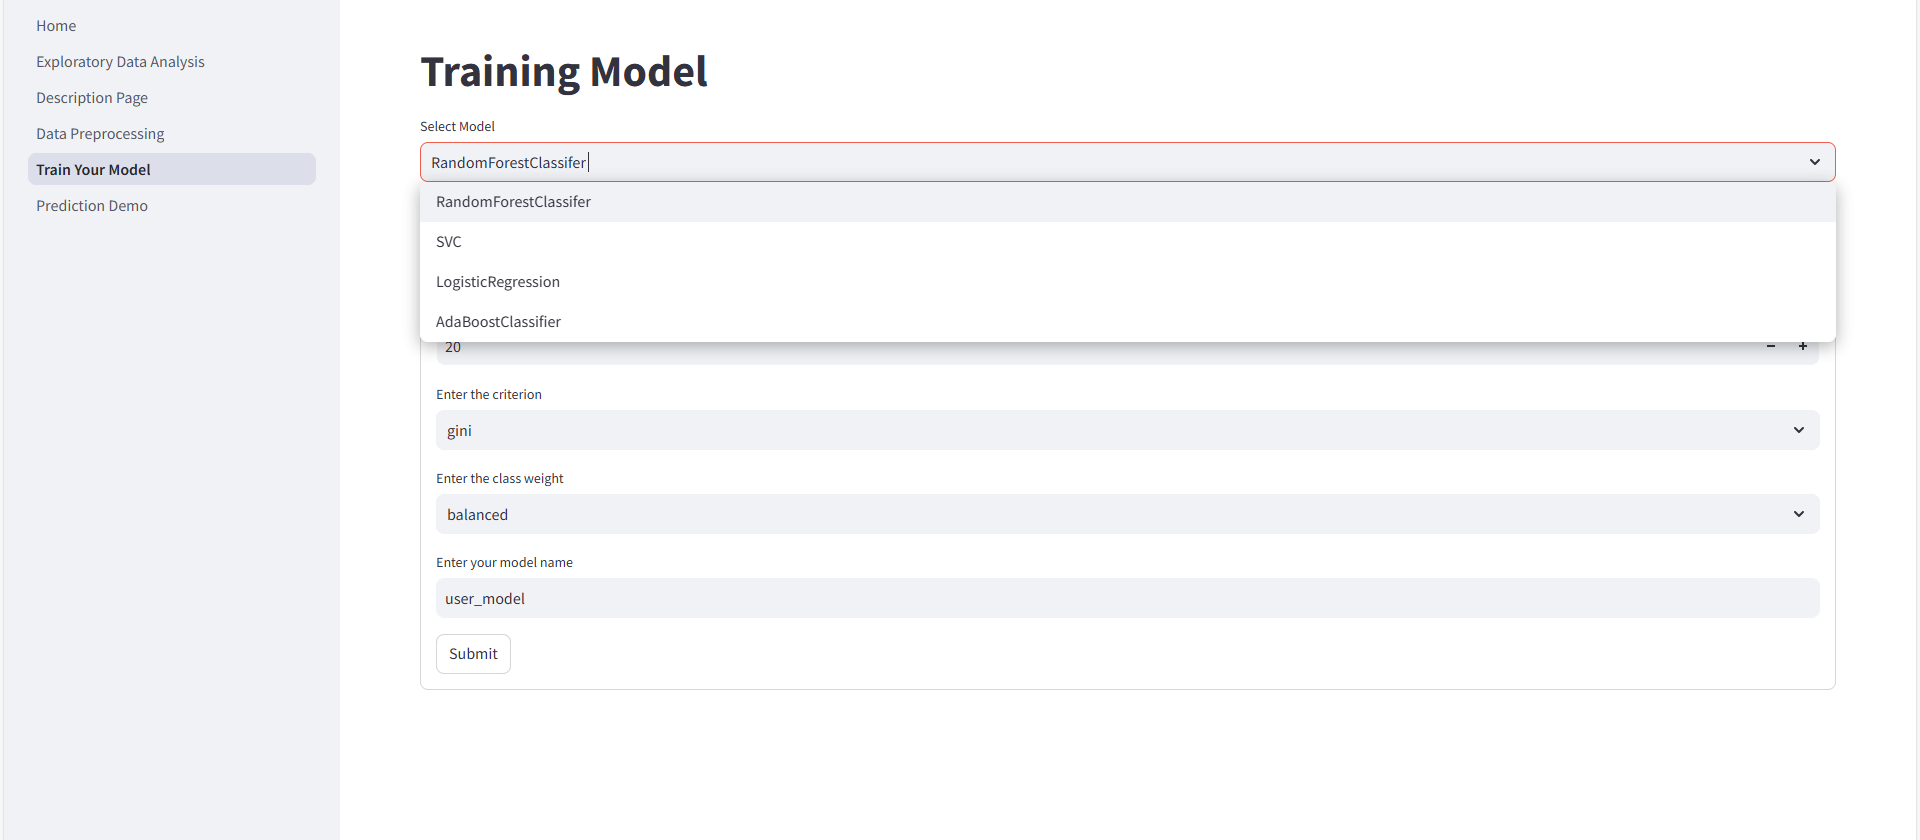 Home
Exploratory Data Analysis
Description Page
Data Preprocessing
Train Your Model
Prediction Demo
Training Model
Select Model
RandomForestClassifer
RandomForestClassifer
SVC
LogisticRegression
AdaBoostClassifier
20
Enter the criterion
gini
Enter the class weight
balanced
Enter your model name
user_model
Submit